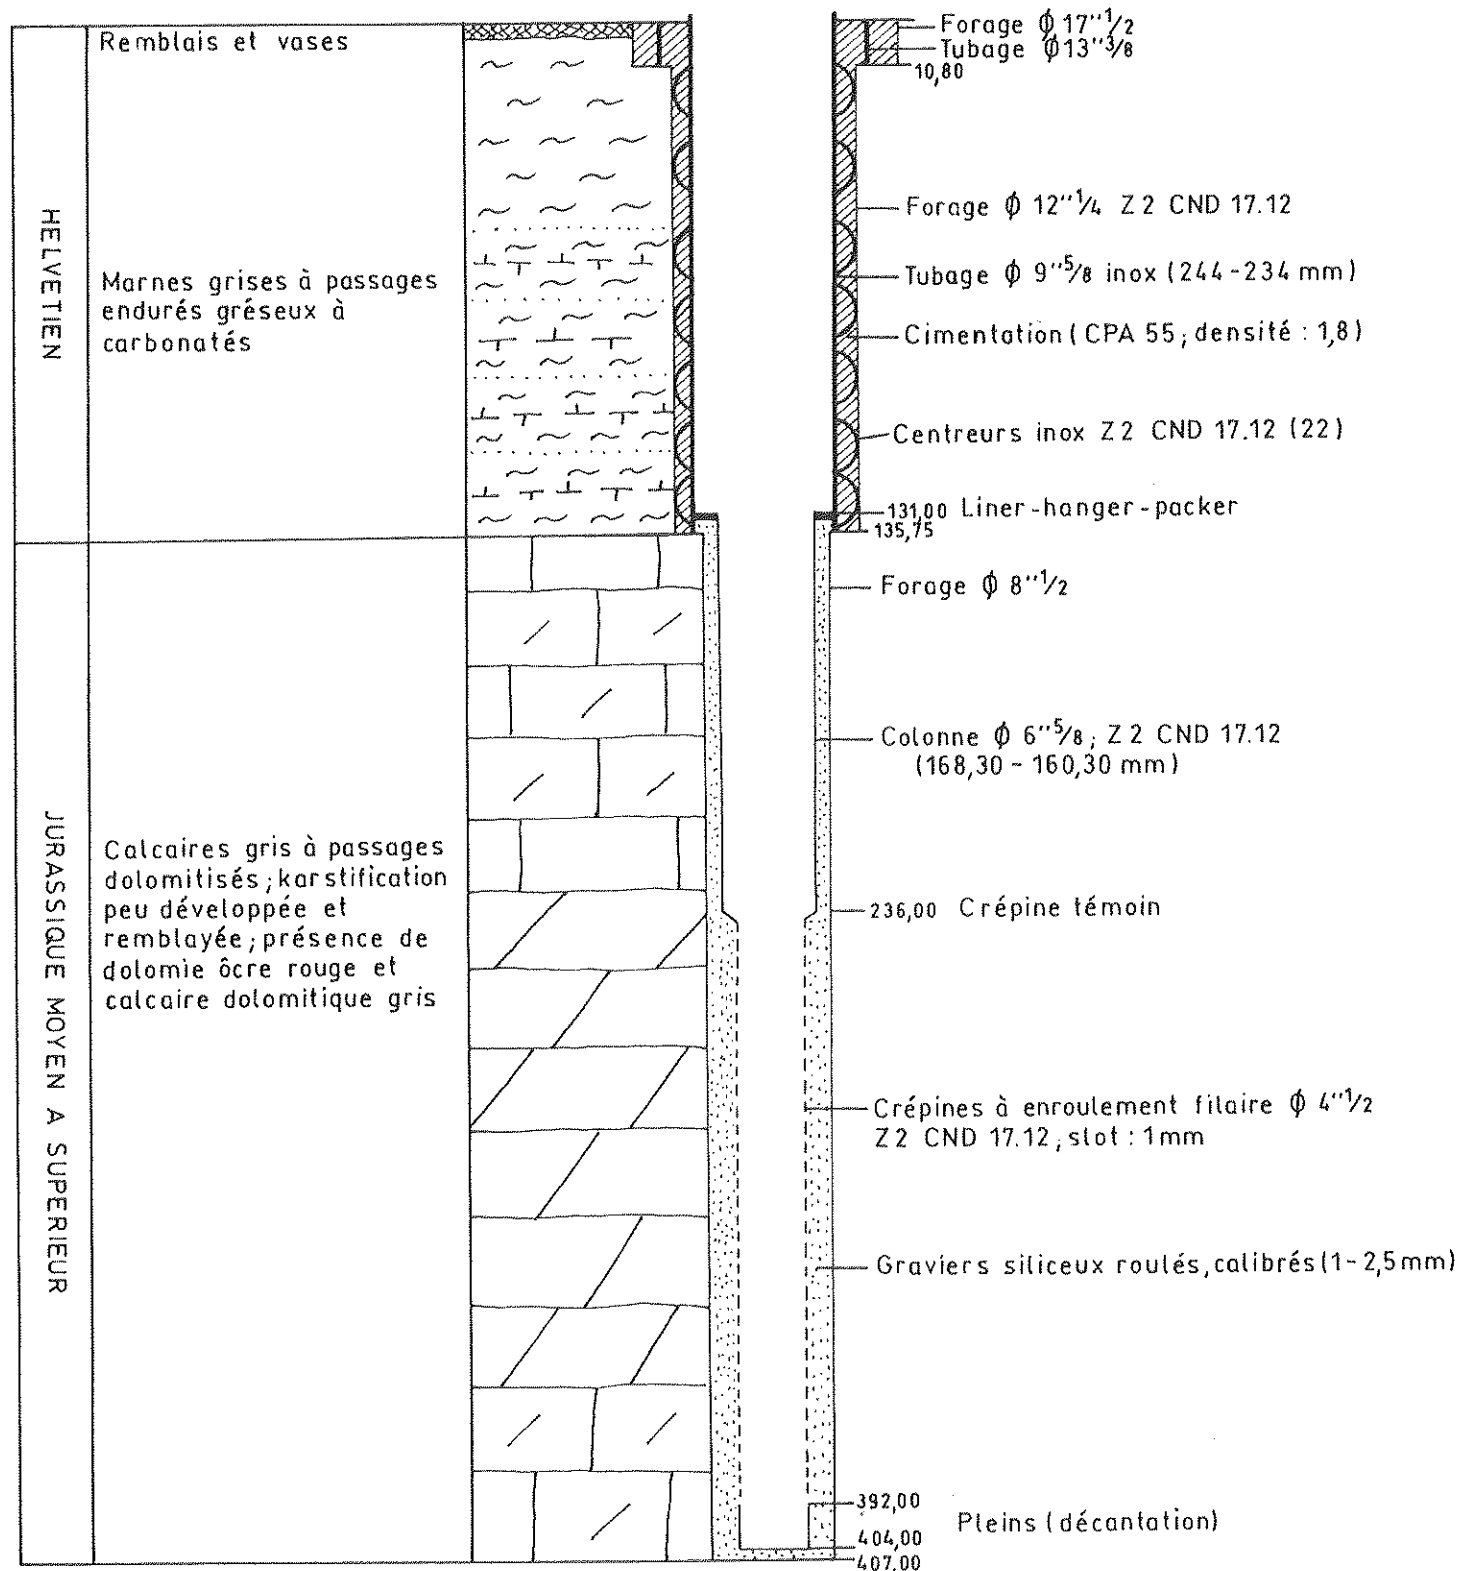 HELVETIEN
JURASSIQUE MOYEN A SUPERIEUR
Remblais et vases
Marnes grises à passages
endurés gréseux à
carbonatés
Calcaires gris à passages
dolomitisés ; karstification
peu développée et
remblayée ; présence de
dolomie ôcre rouge et
calcaire dolomitique gris
Forage ϕ 17"1/2
Tubage ϕ 13"3/8
10,80
Forage ϕ 12"1/4 Z 2 CND 17.12
Tubage ϕ 9"5/8 inox (244-234 mm)
Cimentation ( CPA 55 ; densité : 1,8 )
Centreurs inox Z 2 CND 17.12 (22)
131,00 Liner-hanger-packer
135,75
Forage ϕ 8"1/2
Colonne ϕ 6"5/8 ; Z 2 CND 17.12
(168,30 - 160,30 mm)
236,00 Crépine témoin
Crépines à enroulement filaire ϕ 4"1/2
Z 2 CND 17.12 ; slot : 1mm
Graviers siliceux roulés, calibrés (1- 2,5 mm)
392,00
Pleins ( décantation)
404,00
407,00